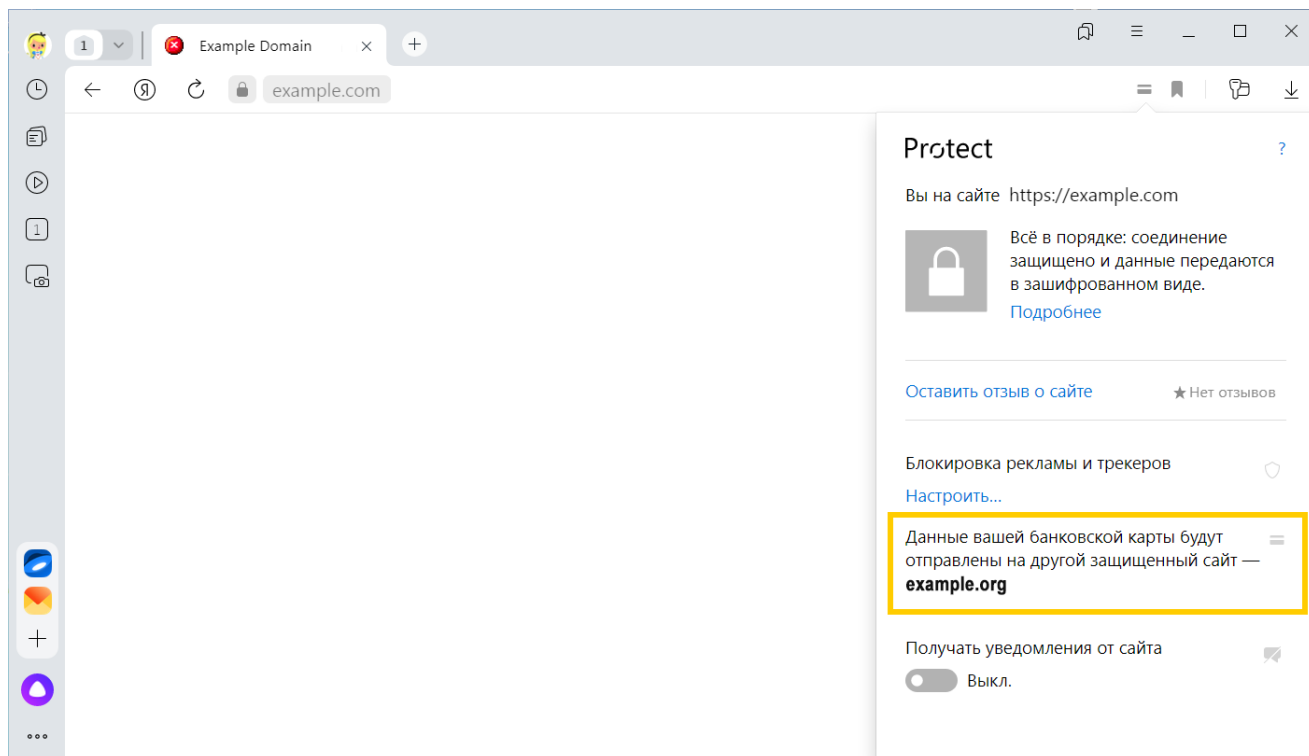 1
Example Domain
Я
example.com
1
Protect
?
Вы на сайте https://example.com
Всё в порядке: соединение
защищено и данные передаются
в зашифрованном виде.
Подробнее
Оставить отзыв о сайте
Нет отзывов
Блокировка рекламы и трекеров
Настроить...
Данные вашей банковской карты будут
отправлены на другой защищенный сайт —
example.org
Получать уведомления от сайта
Выкл.